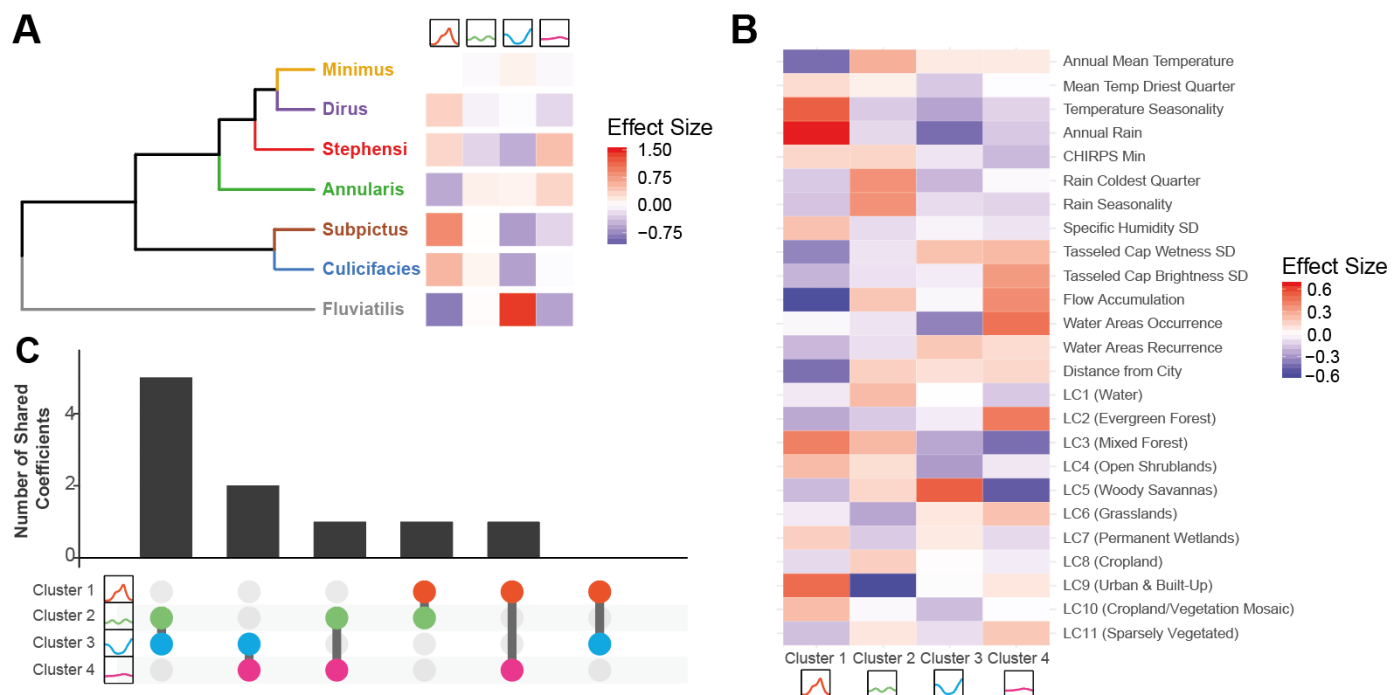 A
Minimus
Dirus
Stephensi
Annularis
Subpictus
Culicifacies
Fluviatilis
Effect Size
1.50
0.75
0.00
−0.75
B
Annual Mean Temperature
Mean Temp Driest Quarter
Temperature Seasonality
Annual Rain
CHIRPS Min
Rain Coldest Quarter
Rain Seasonality
Specific Humidity SD
Tasseled Cap Wetness SD
Tasseled Cap Brightness SD
Flow Accumulation
Water Areas Occurrence
Water Areas Recurrence
Distance from City
LC1 (Water)
LC2 (Evergreen Forest)
LC3 (Mixed Forest)
LC4 (Open Shrublands)
LC5 (Woody Savannas)
LC6 (Grasslands)
LC7 (Permanent Wetlands)
LC8 (Cropland)
LC9 (Urban & Built-Up)
LC10 (Cropland/Vegetation Mosaic)
LC11 (Sparsely Vegetated)
Cluster 1 Cluster 2 Cluster 3 Cluster 4
Effect Size
0.6
0.3
0.0
−0.3
−0.6
C
Number of Shared
Coefficients
4
2
0
Cluster 1
Cluster 2
Cluster 3
Cluster 4